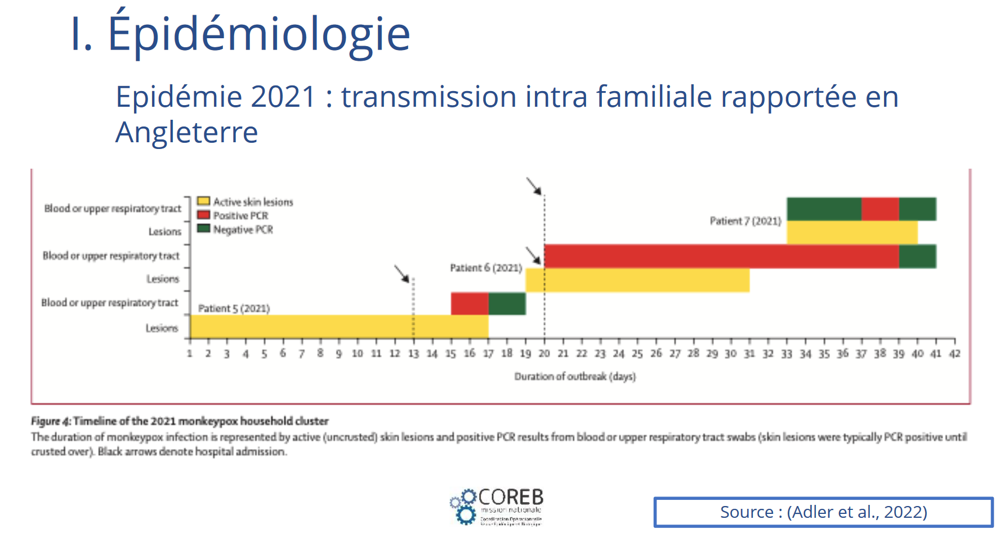 I. Épidémiologie
Epidémie 2021 : transmission intra familiale rapportée en
Angleterre
Active skin lesions
Positive PCR
Negative PCR
Blood or upper respiratory tract
Patient 7 (2021)
Lesions
Blood or upper respiratory tract
Patient 6 (2021)
Lesions
Blood or upper respiratory tract
Patient 5 (2021)
Lesions
1 2 3 4 5 6 7 8 9 10 11 12 13 14 15 16 17 18 19 20 21 22 23 24 25 26 27 28 29 30 31 32 33 34 35 36 37 38 39 40 41 42
Duration of outbreak (days)
Figure 4: Timeline of the 2021 monkeypox household cluster
The duration of monkeypox infection is represented by active (uncrusted) skin lesions and positive PCR results from blood or upper respiratory tract swabs (skin lesions were typically PCR positive until
crusted over). Black arrows denote hospital admission.
COREB
mission nationale
Coordination Opérationnelle
Source : (Adler et al., 2022)